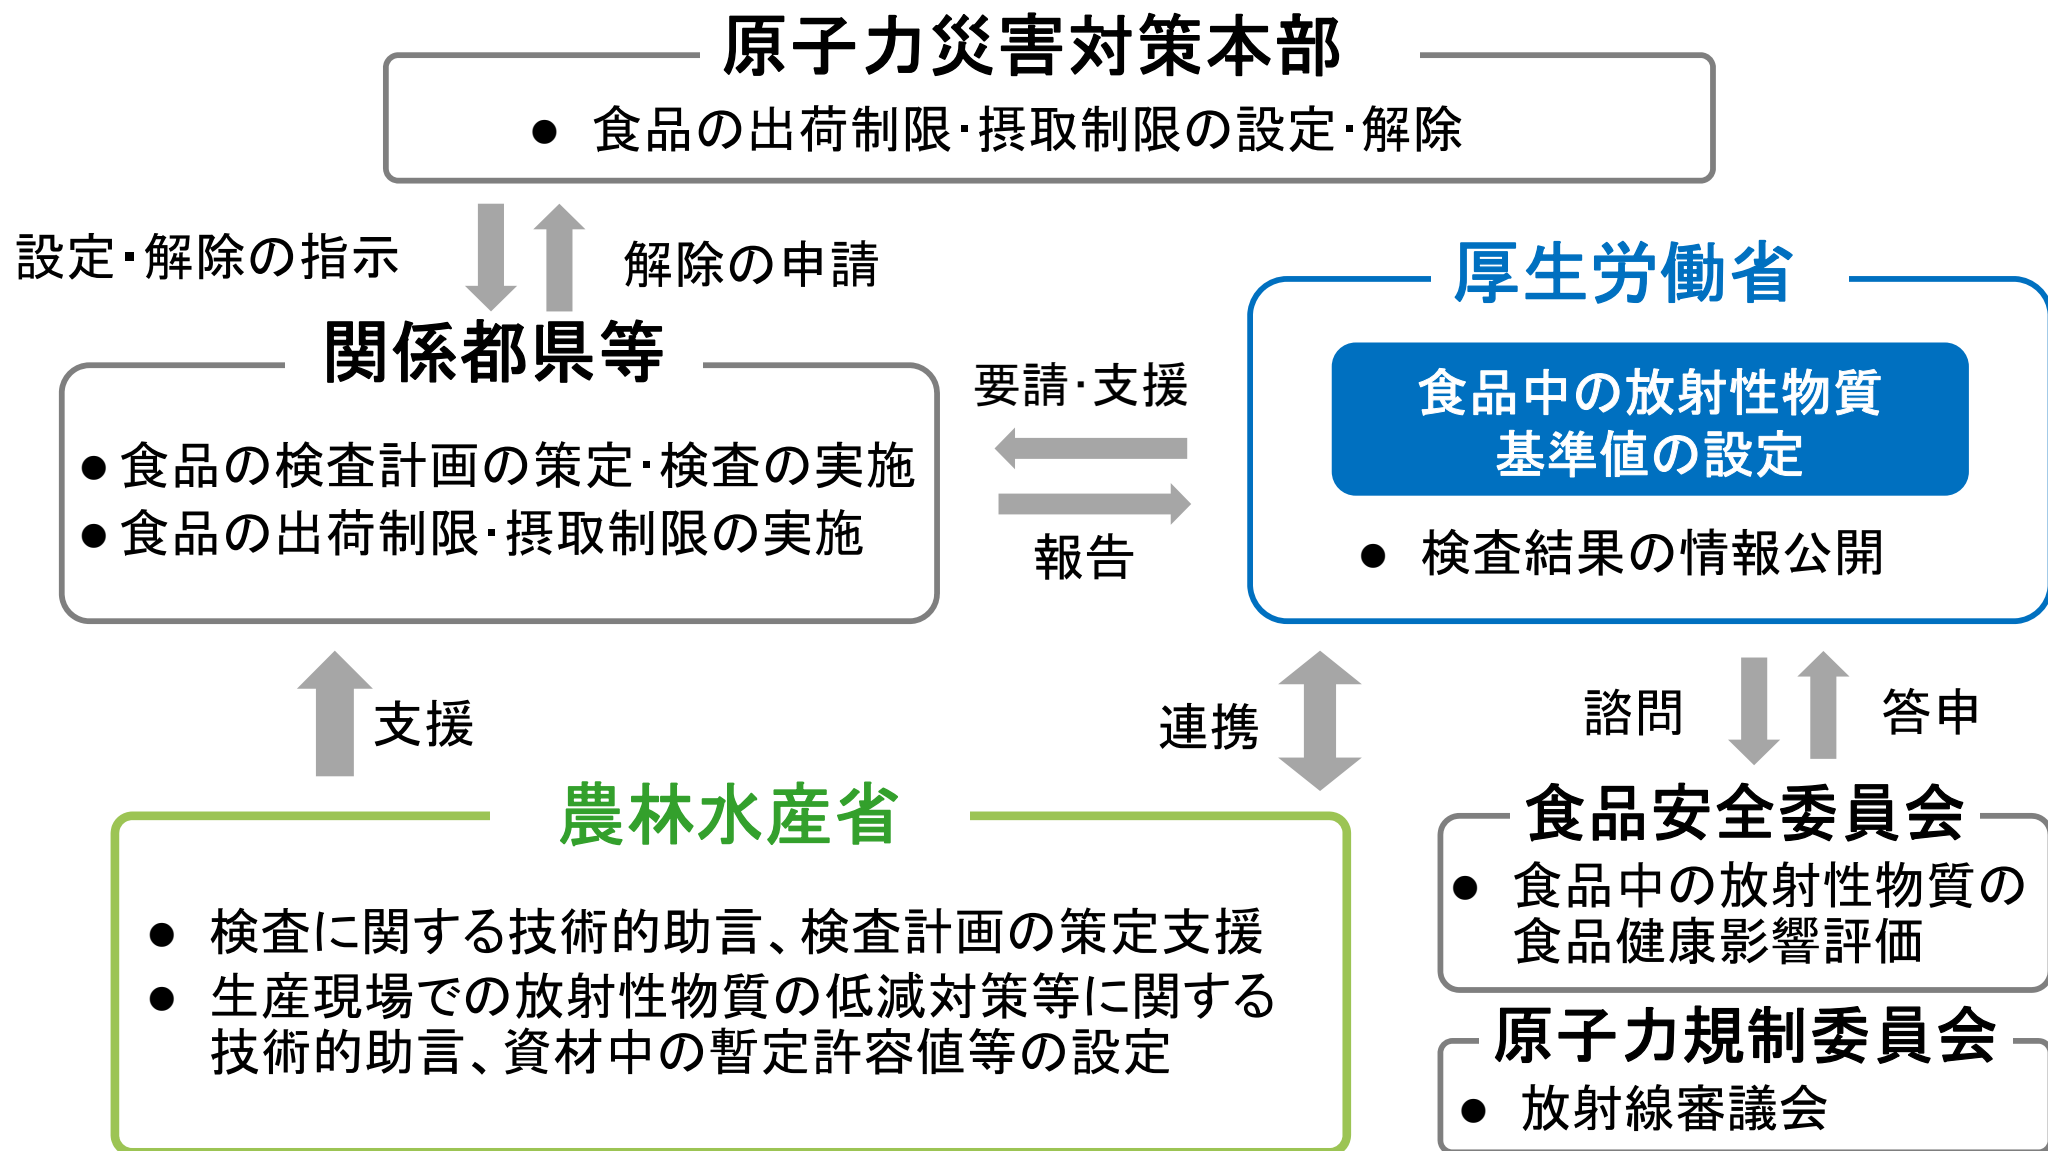 原子力災害対策本部
● 食品の出荷制限･摂取制限の設定･解除
設定･解除の指示
解除の申請
関係都県等
● 食品の検査計画の策定･検査の実施
● 食品の出荷制限･摂取制限の実施
要請･支援
報告
厚生労働省
食品中の放射性物質
基準値の設定
● 検査結果の情報公開
支援
連携
諮問
答申
農林水産省
● 検査に関する技術的助言、検査計画の策定支援
● 生産現場での放射性物質の低減対策等に関する
技術的助言、資材中の暫定許容値等の設定
食品安全委員会
● 食品中の放射性物質の
食品健康影響評価
原子力規制委員会
● 放射線審議会